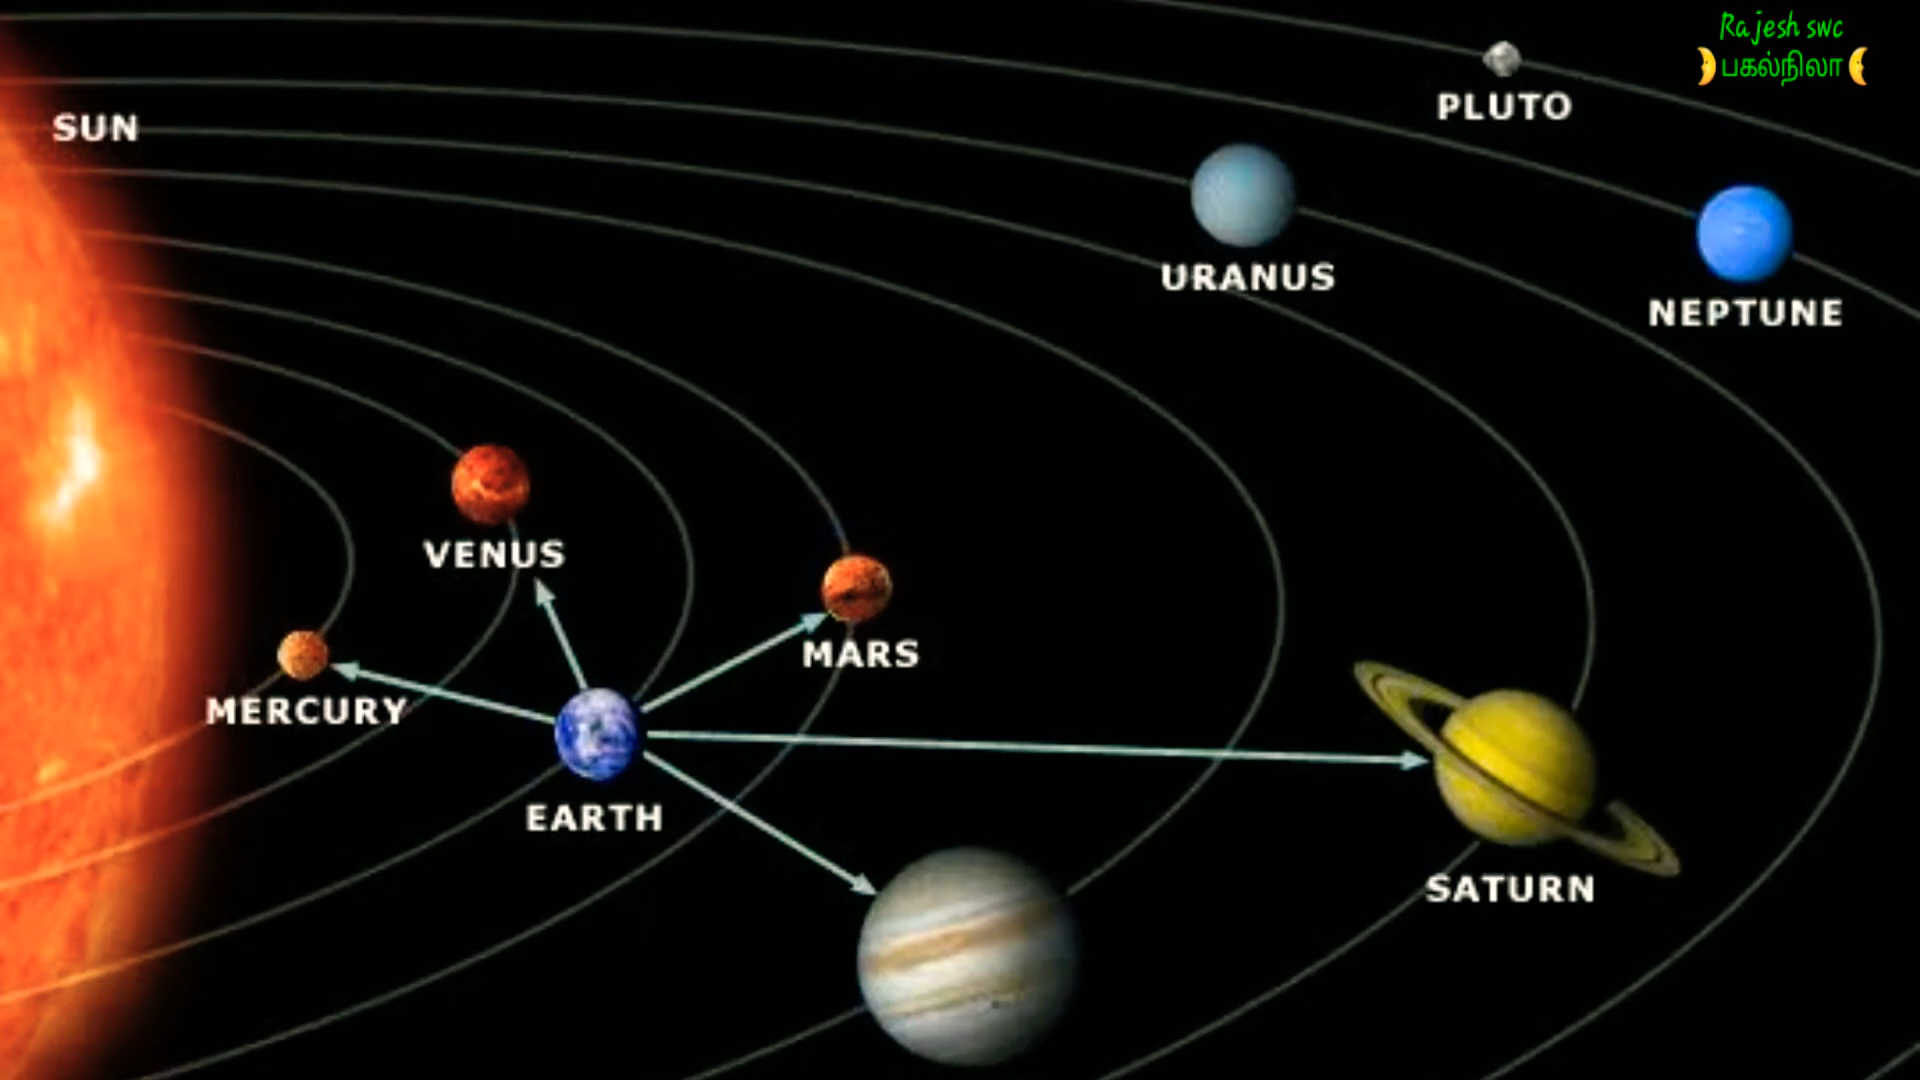 Rajesh swc
🌛பகல்நிலா🌜
SUN
PLUTO
URANUS
NEPTUNE
VENUS
MARS
MERCURY
EARTH
SATURN